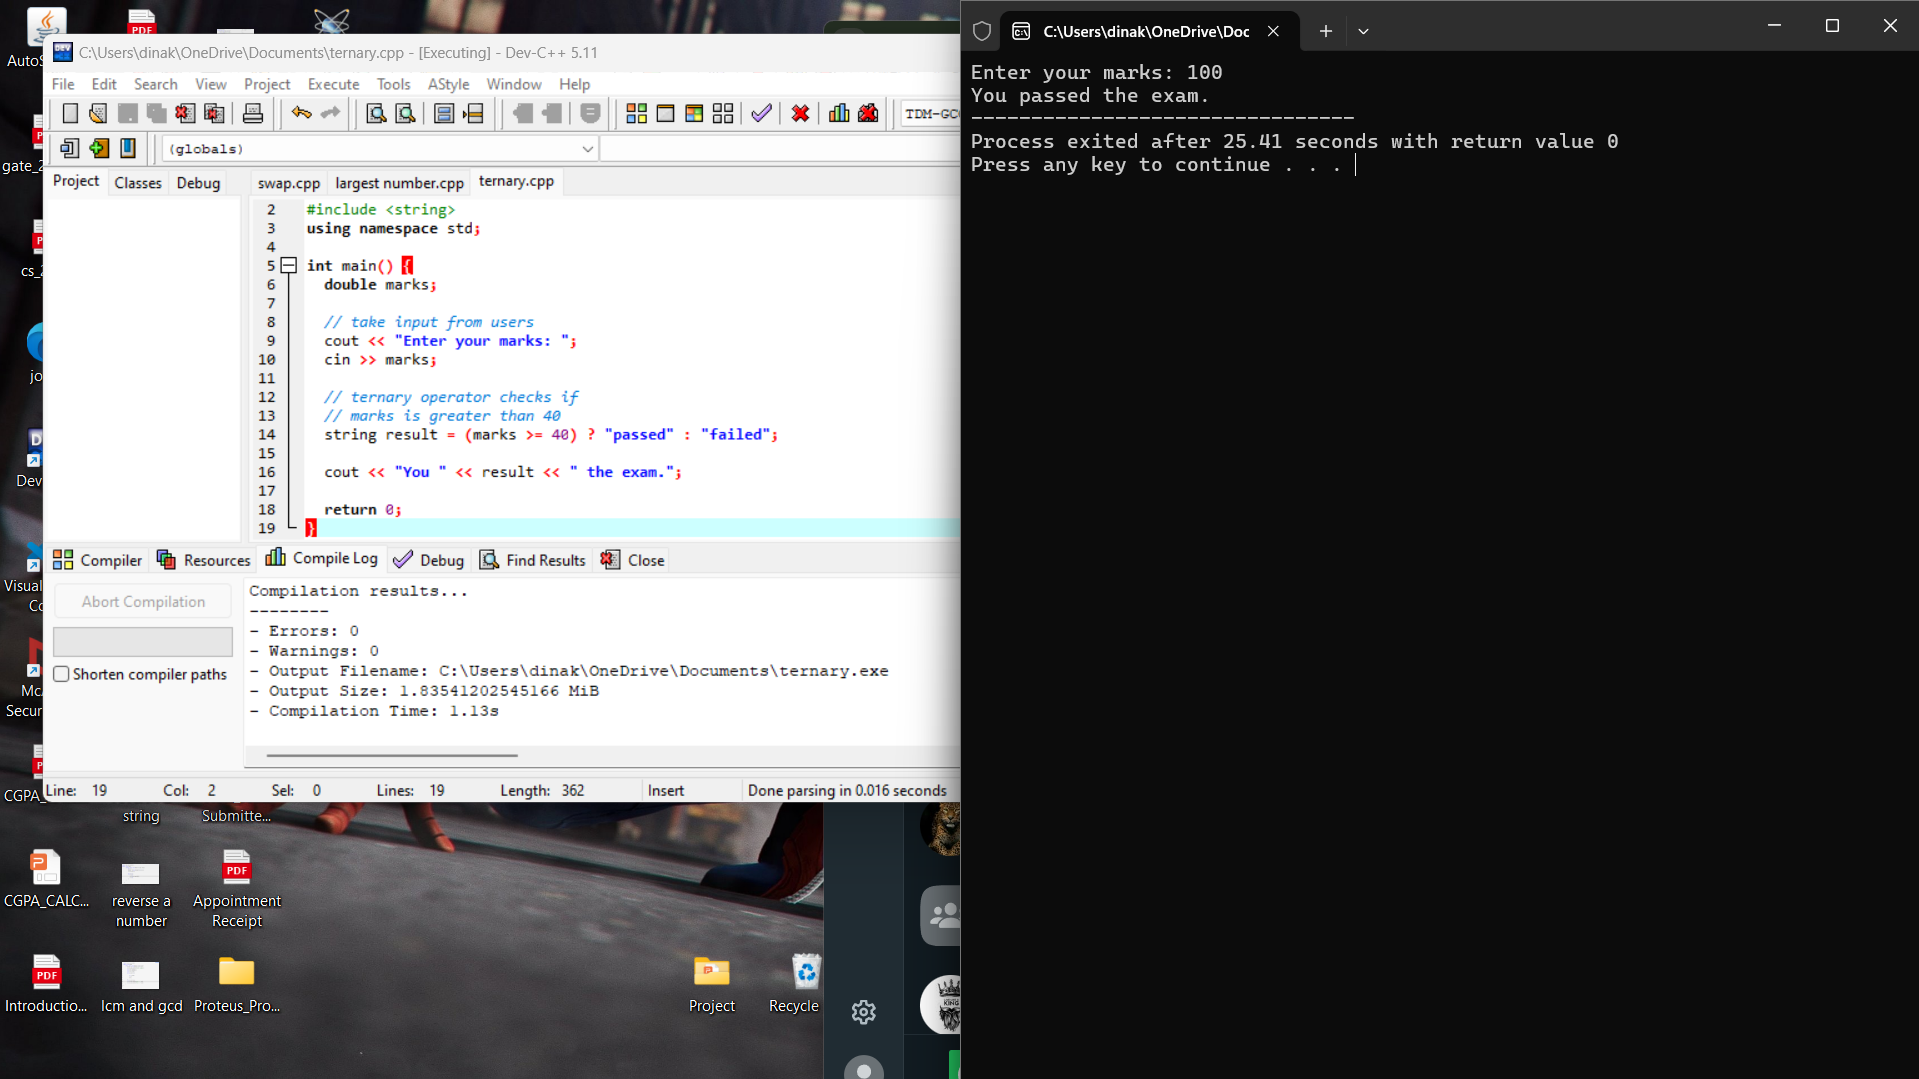 C:\Users\dinak\OneDrive\Documents\ternary.cpp - [Executing] - Dev-C++ 5.11
File Edit Search View Project Execute Tools AStyle Window Help
TDM-GC
(globals)
Project Classes Debug
swap.cpp largest number.cpp ternary.cpp
2 #include <string>
3 using namespace std;
4
5 int main() {
6 double marks;
7
8 // take input from users
9 cout << "Enter your marks: ";
10 cin >> marks;
11
12 // ternary operator checks if
13 // marks is greater than 40
14 string result = (marks >= 40) ? "passed" : "failed";
15
16 cout << "You " << result << " the exam.";
17
18 return 0;
19 }
Compiler Resources Compile Log Debug Find Results Close
Abort Compilation
Shorten compiler paths
Compilation results...
--------
- Errors: 0
- Warnings: 0
- Output Filename: C:\Users\dinak\OneDrive\Documents\ternary.exe
- Output Size: 1.83541202545166 MiB
- Compilation Time: 1.13s
Line: 19 Col: 2 Sel: 0 Lines: 19 Length: 362 Insert Done parsing in 0.016 seconds
C:\Users\dinak\OneDrive\Doc
Enter your marks: 100
You passed the exam.
--------------------------------
Process exited after 25.41 seconds with return value 0
Press any key to continue . . .
AutoS
PDF
gate_2
cs_2
jo
Dev
Visual
Co
McA
Secur
CGPA_
string
Submitte...
CGPA_CALC...
reverse a
number
PDF
Appointment
Receipt
PDF
Introductio...
lcm and gcd
Proteus_Pro...
Project
Recycle
KING